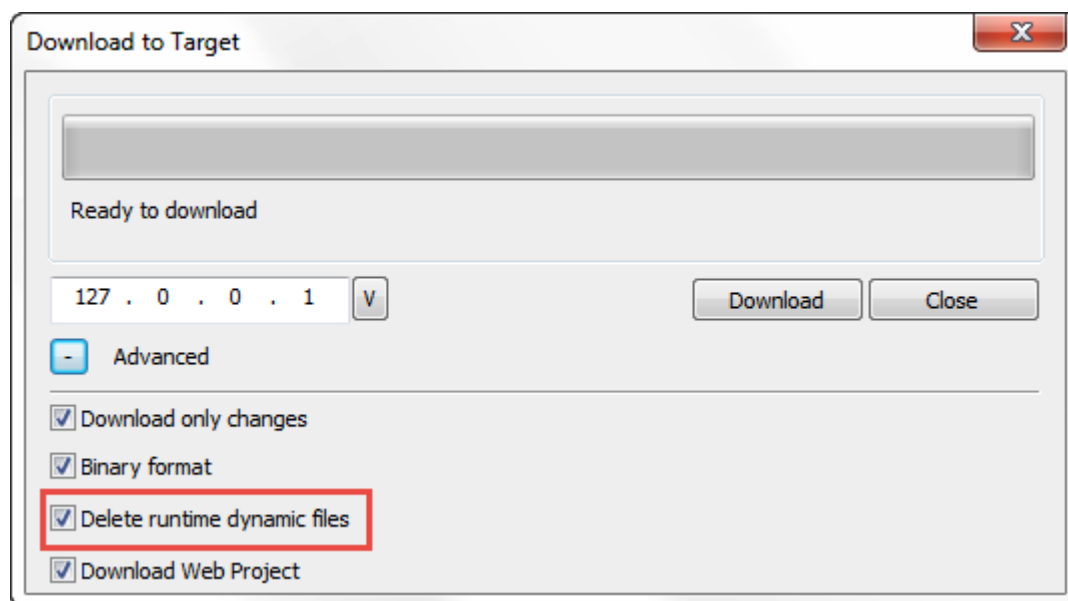 Download to Target
Ready to download
127 . 0 . 0 . 1 V Download Close
- Advanced
Download only changes
Binary format
Delete runtime dynamic files
Download Web Project